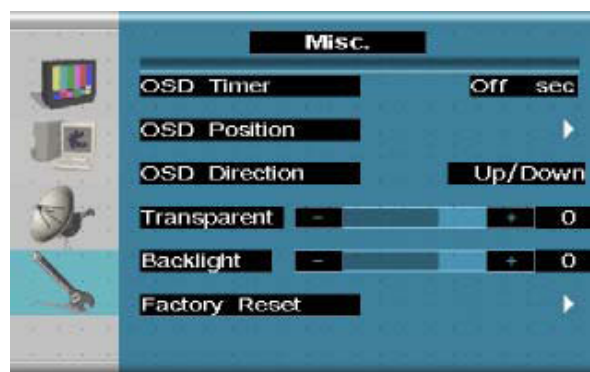 Misc.
OSD Timer Off sec
OSD Position
OSD Direction Up/Down
Transparent - + 0
Backlight - + 0
Factory Reset